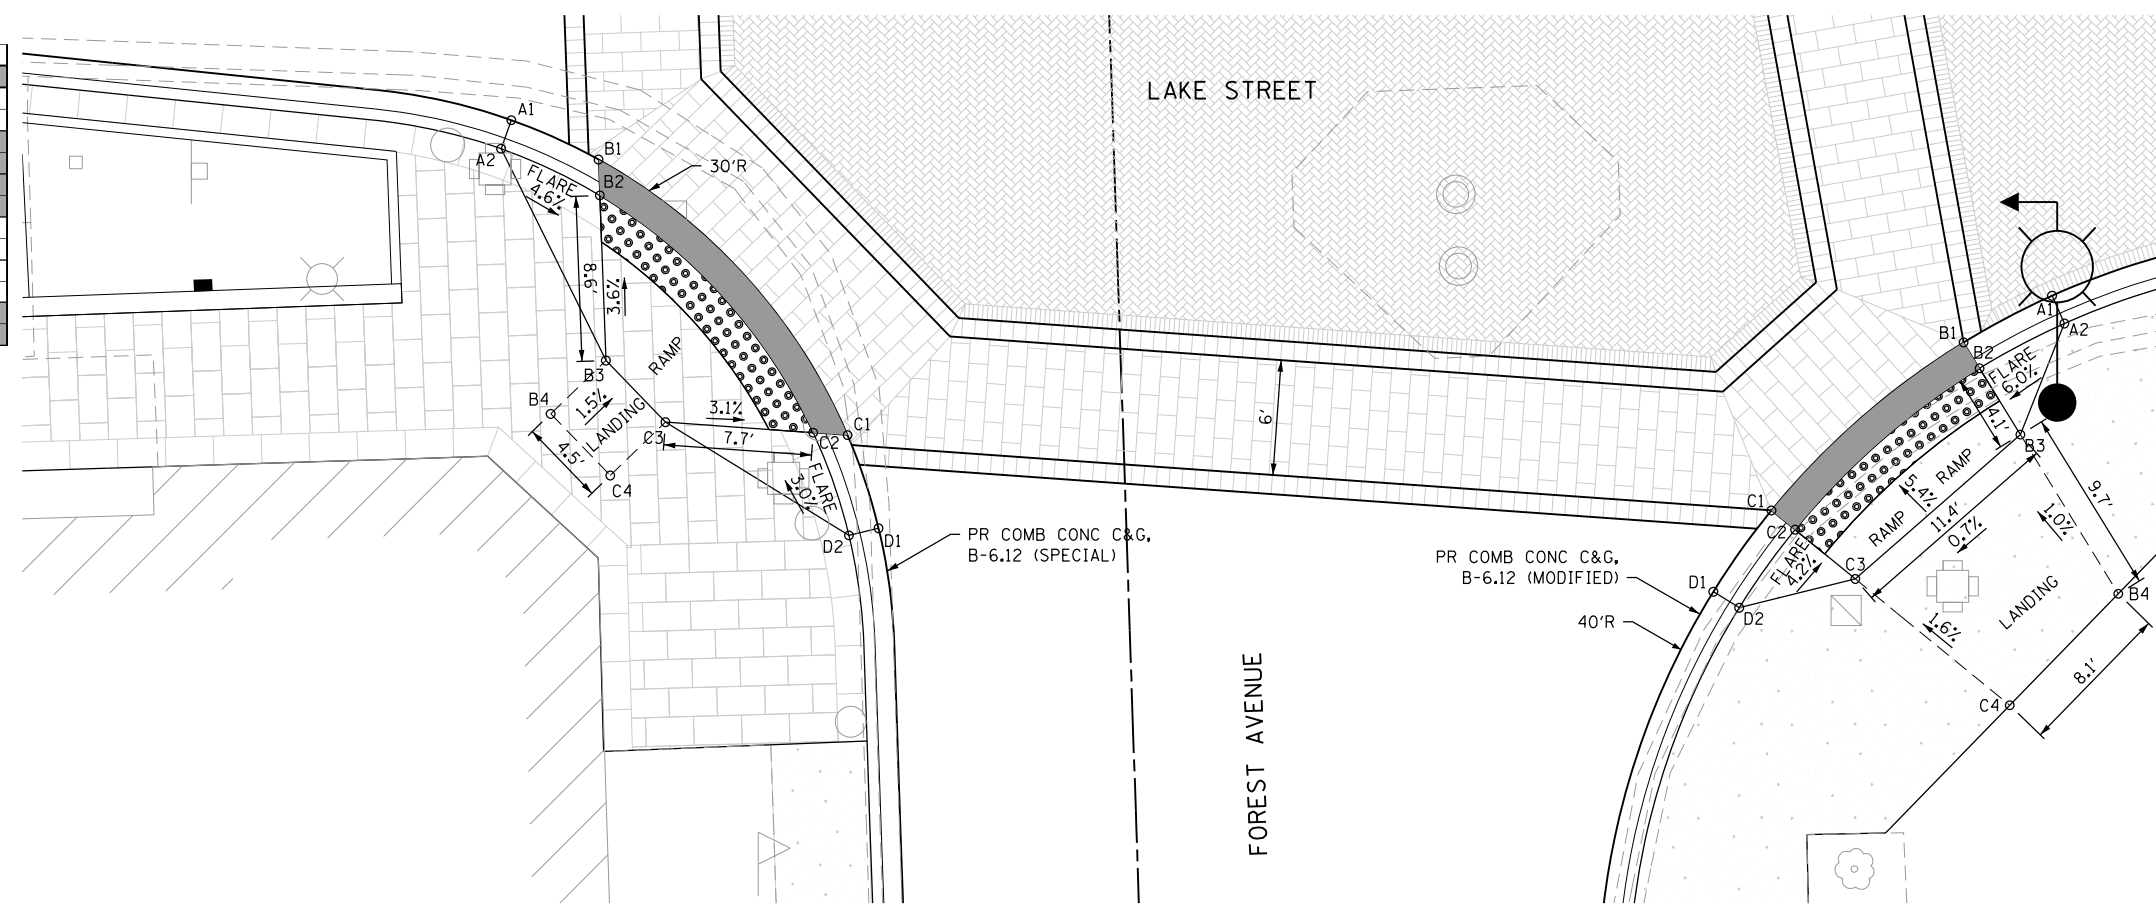 LAKE STREET
A1
A2
B1
30'R
FLARE
4.6%
B2
8.6'
3.6%
RAMP
B3
B4
1.5%
LANDING
4.5'
C4
C3
3.1%
7.7'
C2
C1
FLARE
3.0%
D2
D1
PR COMB CONC C&G,
B-6.12 (SPECIAL)
6'
FOREST AVENUE
PR COMB CONC C&G,
B-6.12 (MODIFIED)
40'R
A1
A2
B1
B2
FLARE
6.0%
4.1'
B3
RAMP
5.4%
RAMP
11.4'
0.7%
9.7'
1.0%
C1
C2
FLARE
4.2%
C3
D1
D2
LANDING
1.6%
B4
C4
8.1'